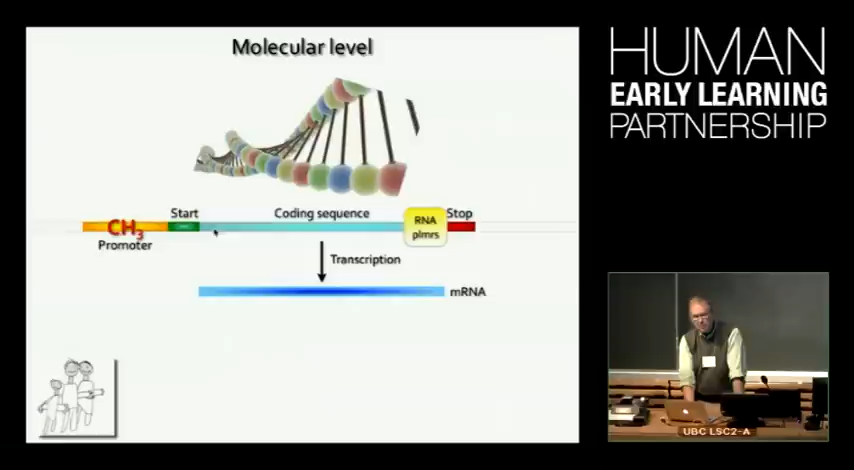 Molecular level
Start
Coding sequence
RNA
plmrs
Stop
CH3
Promoter
Transcription
mRNA
HUMAN
EARLY LEARNING
PARTNERSHIP
UBC LSC2-A